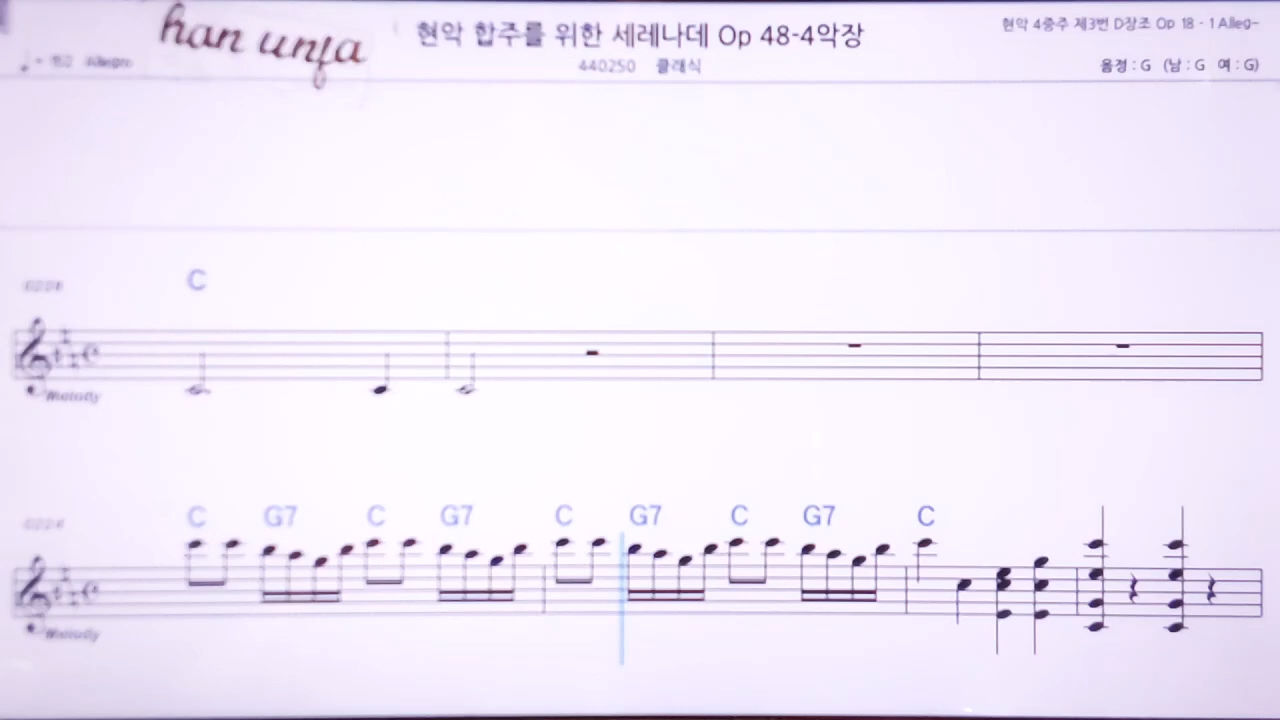 han unfa
현악 합주를 위한 세레나데 Op 48-4악장
현악 4중주 제3번 D장조 Op 18 - 1 Alleg~
Allegro
440250 클래식
음정 : G (남 : G 여 : G)
C
Melody
C G7 C G7 C G7 C G7 C
Melody